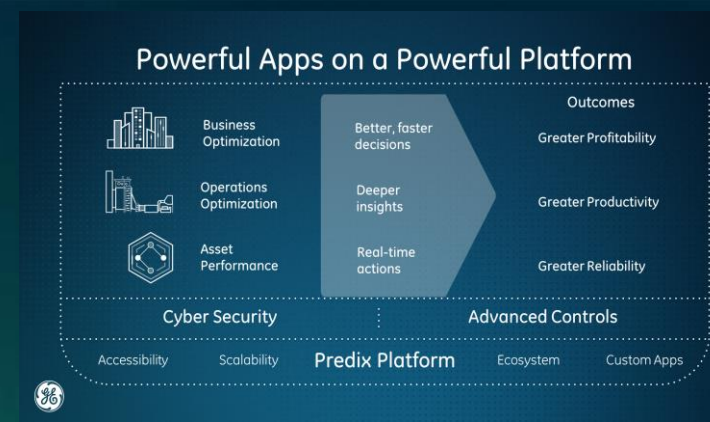 Powerful Apps on a Powerful Platform
Outcomes
Business
Optimization
Better, faster
decisions
Greater Profitability
Operations
Optimization
Deeper
insights
Greater Productivity
Asset
Performance
Real-time
actions
Greater Reliability
Cyber Security
Advanced Controls
Accessibility
Scalability
Predix Platform
Ecosystem
Custom Apps
GE